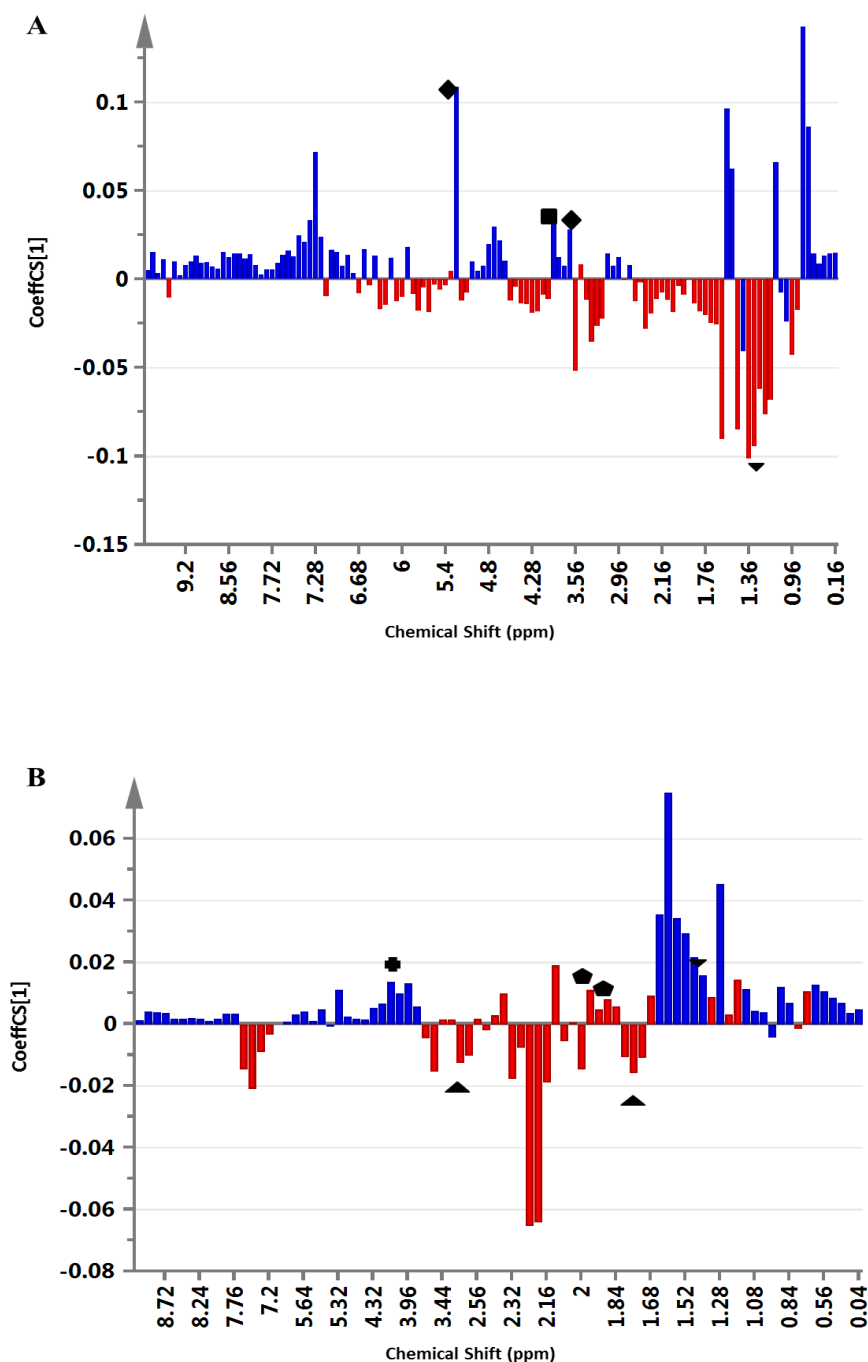 A
CoeffCS[1]
0.1
0.05
0
-0.05
-0.1
-0.15
9.2 8.56 7.72 7.28 6.68 6 5.4 4.8 4.28 3.56 2.96 2.16 1.76 1.36 0.96 0.16
Chemical Shift (ppm)
B
CoeffCS[1]
0.06
0.04
0.02
0
-0.02
-0.04
-0.06
-0.08
8.72 8.24 7.76 7.2 5.64 5.32 4.32 3.96 3.44 2.56 2.32 2.16 2 1.84 1.68 1.52 1.28 1.08 0.84 0.56 0.04
Chemical Shift (ppm)